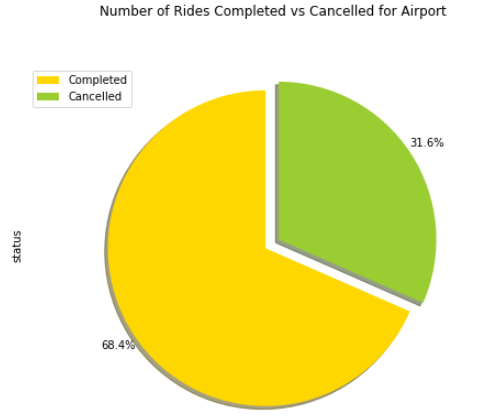 Number of Rides Completed vs Cancelled for Airport
Completed
Cancelled
31.6%
status
68.4%